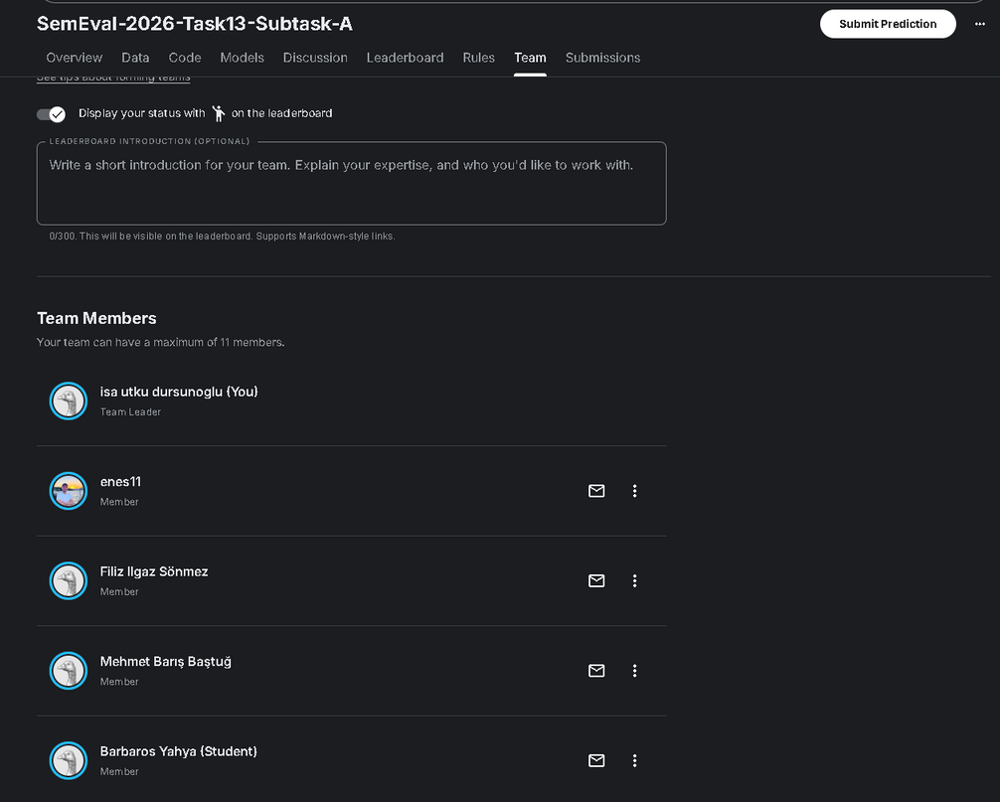 SemEval-2026-Task13-Subtask-A
Submit Prediction
Overview Data Code Models Discussion Leaderboard Rules Team Submissions
See tips about forming teams
Display your status with on the leaderboard
LEADERBOARD INTRODUCTION (OPTIONAL)
Write a short introduction for your team. Explain your expertise, and who you'd like to work with.
0/300. This will be visible on the leaderboard. Supports Markdown-style links.
Team Members
Your team can have a maximum of 11 members.
isa utku dursunoglu (You)
Team Leader
enes11
Member
Filiz Ilgaz Sönmez
Member
Mehmet Barış Baştuğ
Member
Barbaros Yahya (Student)
Member